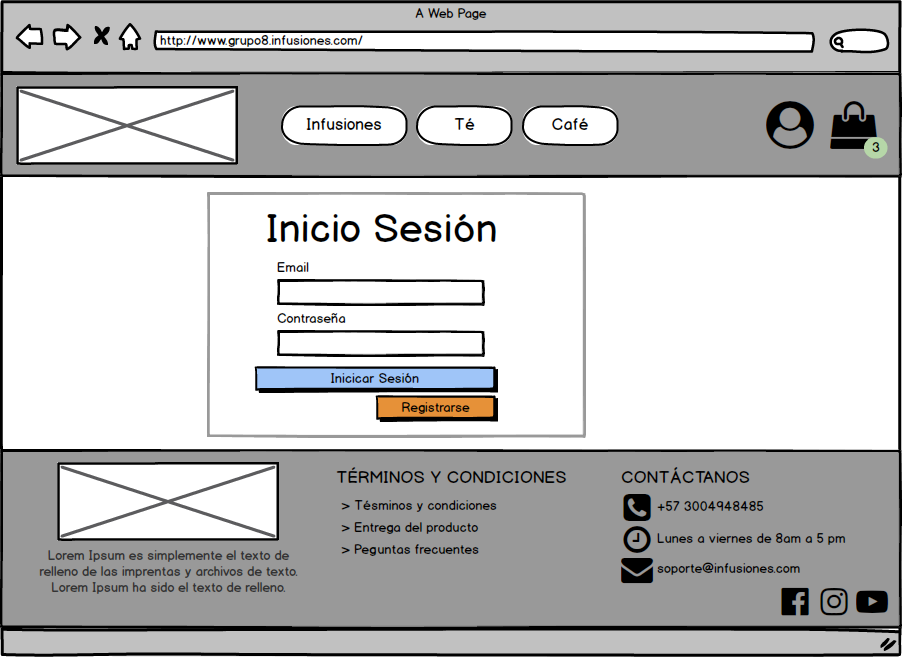 A Web Page
http://www.grupo8.infusiones.com/
Infusiones
Té
Café
3
Inicio Sesión
Email
Contraseña
Inicicar Sesión
Registrarse
Lorem Ipsum es simplemente el texto de
relleno de las imprentas y archivos de texto.
Lorem Ipsum ha sido el texto de relleno.
TÉRMINOS Y CONDICIONES
> Tésminos y condiciones
> Entrega del producto
> Peguntas frecuentes
CONTÁCTANOS
+57 3004948485
Lunes a viernes de 8am a 5 pm
soporte@infusiones.com